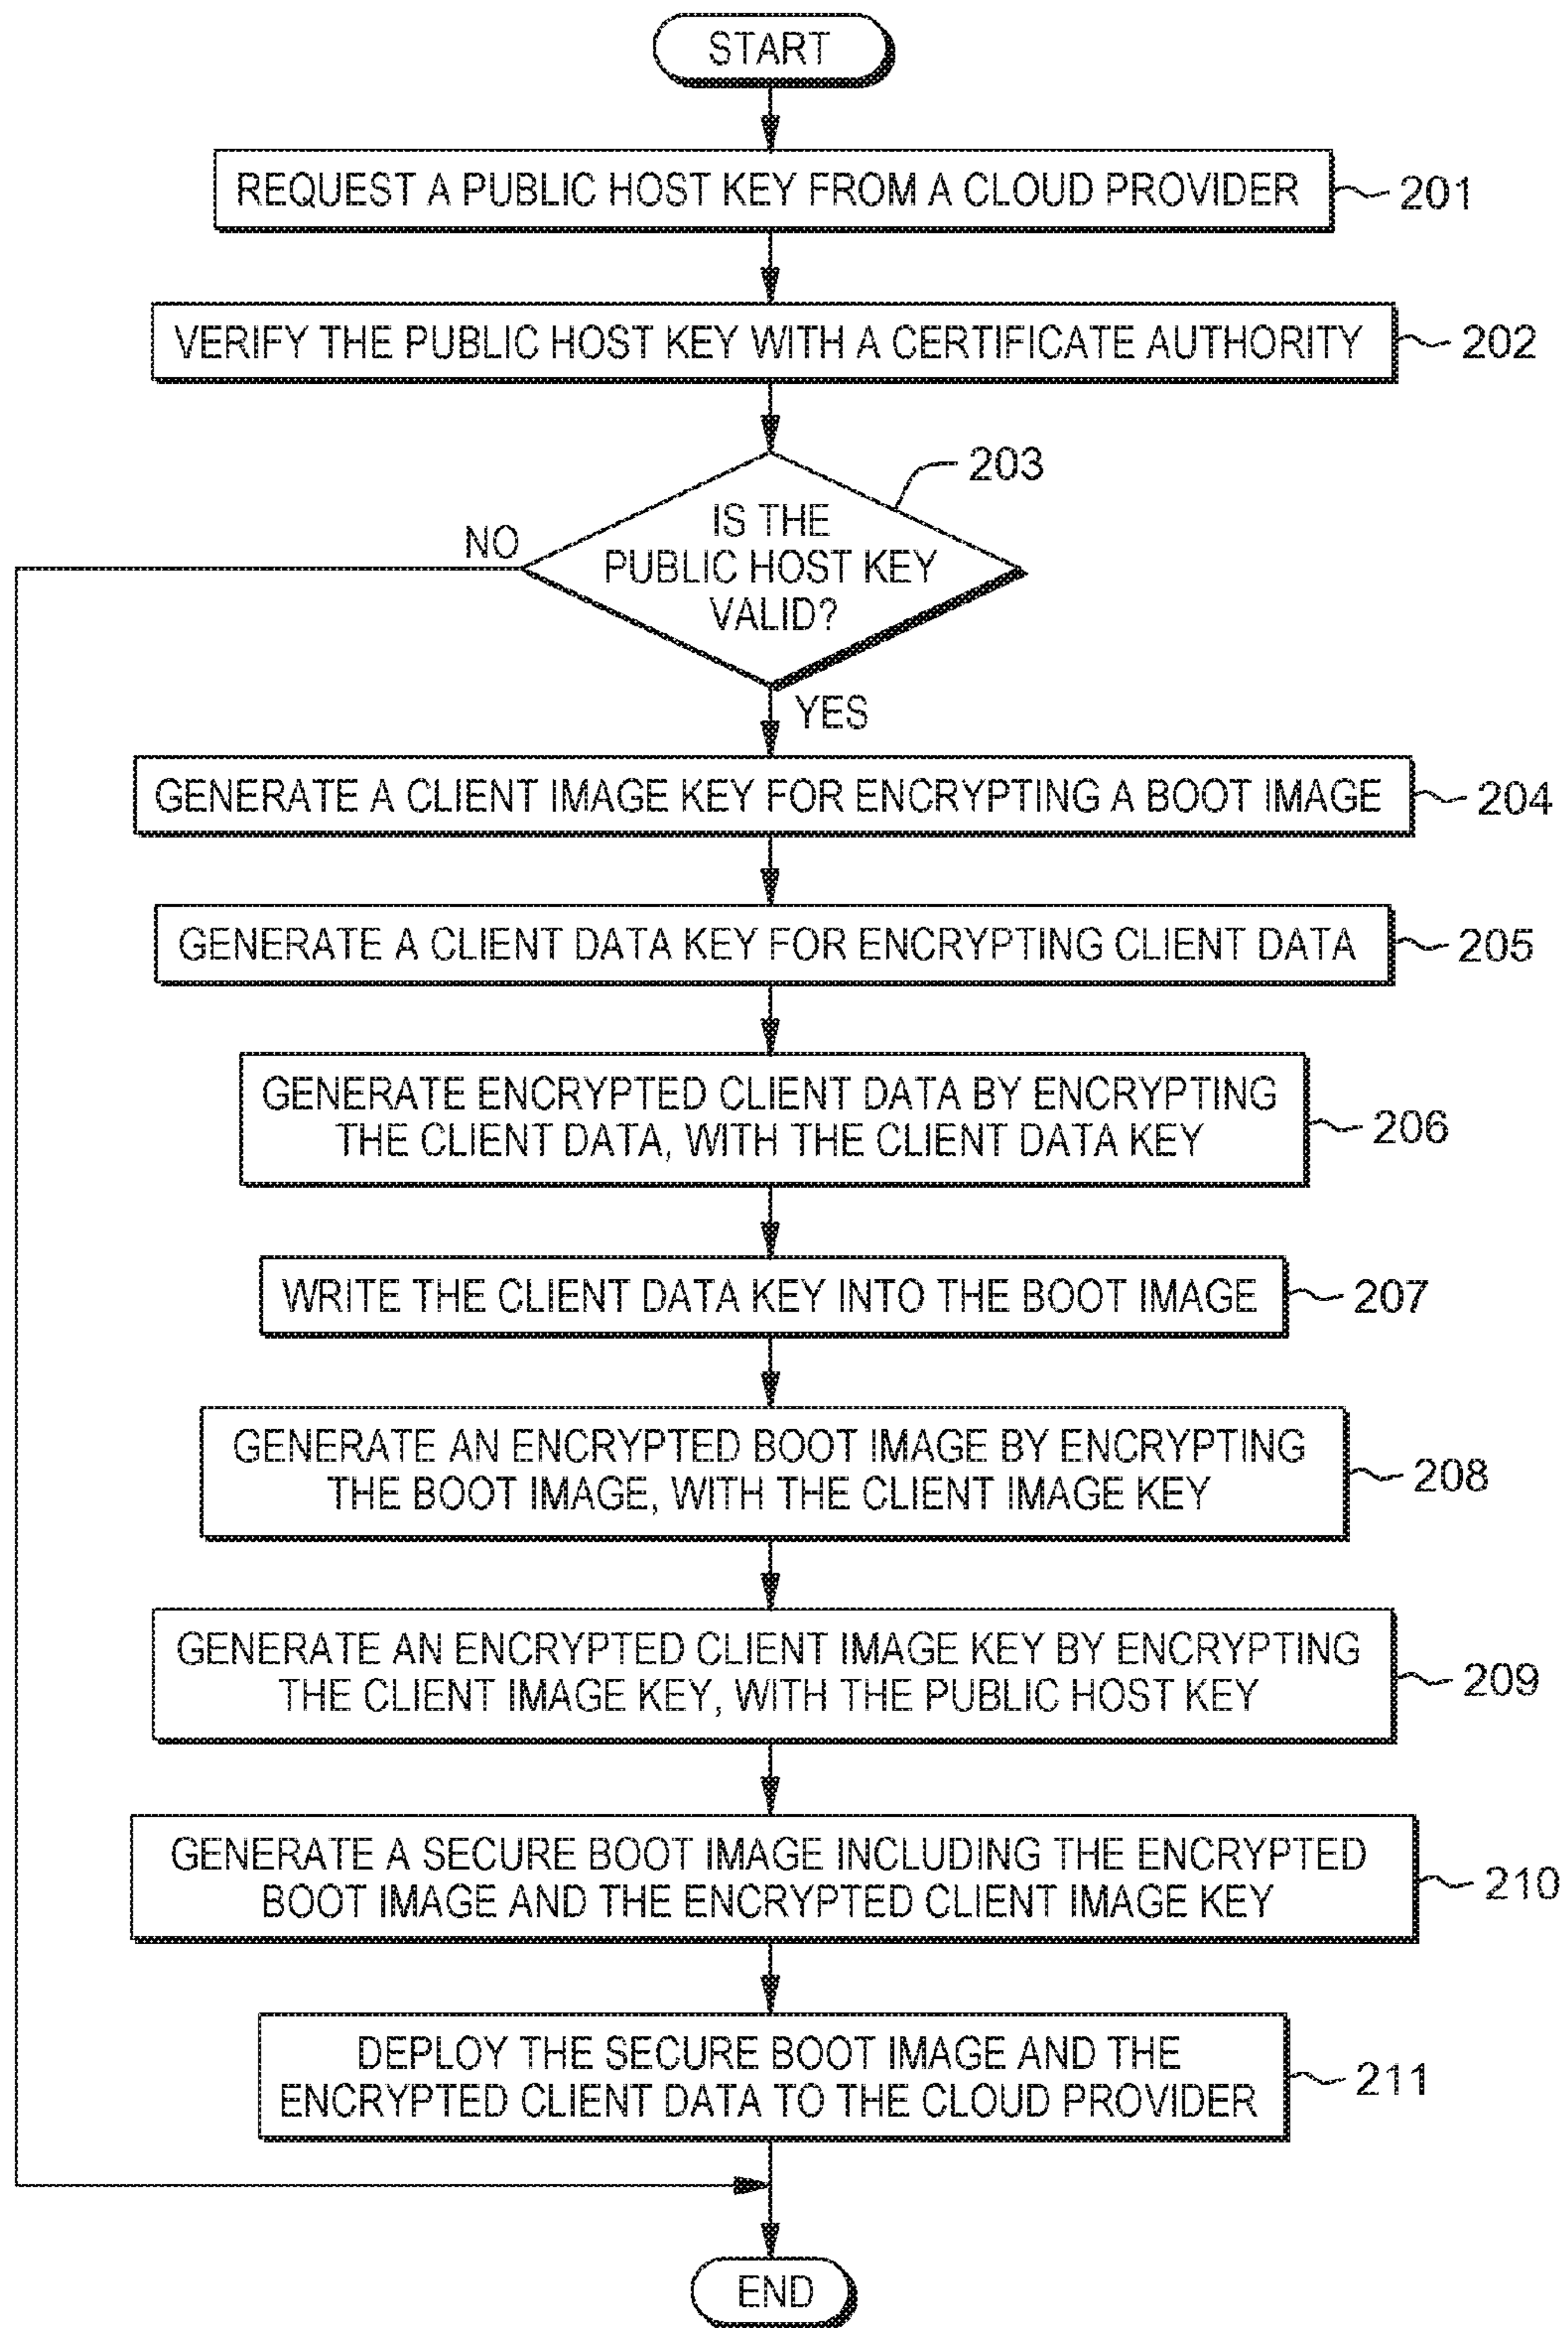 START
REQUEST A PUBLIC HOST KEY FROM A CLOUD PROVIDER
201
VERIFY THE PUBLIC HOST KEY WITH A CERTIFICATE AUTHORITY
202
203
IS THE
PUBLIC HOST KEY
VALID?
NO
YES
GENERATE A CLIENT IMAGE KEY FOR ENCRYPTING A BOOT IMAGE
204
GENERATE A CLIENT DATA KEY FOR ENCRYPTING CLIENT DATA
205
GENERATE ENCRYPTED CLIENT DATA BY ENCRYPTING
THE CLIENT DATA, WITH THE CLIENT DATA KEY
206
WRITE THE CLIENT DATA KEY INTO THE BOOT IMAGE
207
GENERATE AN ENCRYPTED BOOT IMAGE BY ENCRYPTING
THE BOOT IMAGE, WITH THE CLIENT IMAGE KEY
208
GENERATE AN ENCRYPTED CLIENT IMAGE KEY BY ENCRYPTING
THE CLIENT IMAGE KEY, WITH THE PUBLIC HOST KEY
209
GENERATE A SECURE BOOT IMAGE INCLUDING THE ENCRYPTED
BOOT IMAGE AND THE ENCRYPTED CLIENT IMAGE KEY
210
DEPLOY THE SECURE BOOT IMAGE AND THE
ENCRYPTED CLIENT DATA TO THE CLOUD PROVIDER
211
END